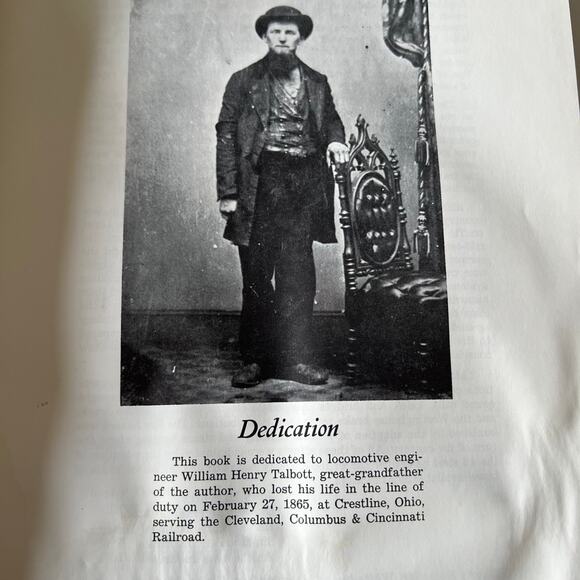 Dedication
This book is dedicated to locomotive engi-
neer William Henry Talbott, great-grandfather
of the author, who lost his life in the line of
duty on February 27, 1865, at Crestline, Ohio,
serving the Cleveland, Columbus & Cincinnati
Railroad.